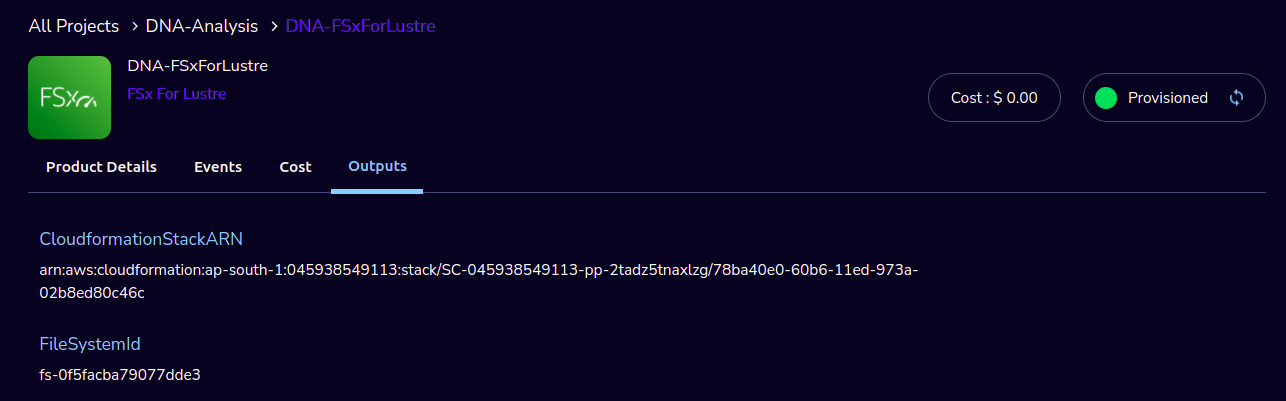 All Projects > DNA-Analysis > DNA-FSxForLustre
FSx
DNA-FSxForLustre
FSx For Lustre
Cost : $ 0.00
Provisioned
Product Details Events Cost Outputs
CloudformationStackARN
arn:aws:cloudformation:ap-south-1:045938549113:stack/SC-045938549113-pp-2tadz5tnaxlzg/78ba40e0-60b6-11ed-973a-
02b8ed80c46c
FileSystemId
fs-0f5facba79077dde3